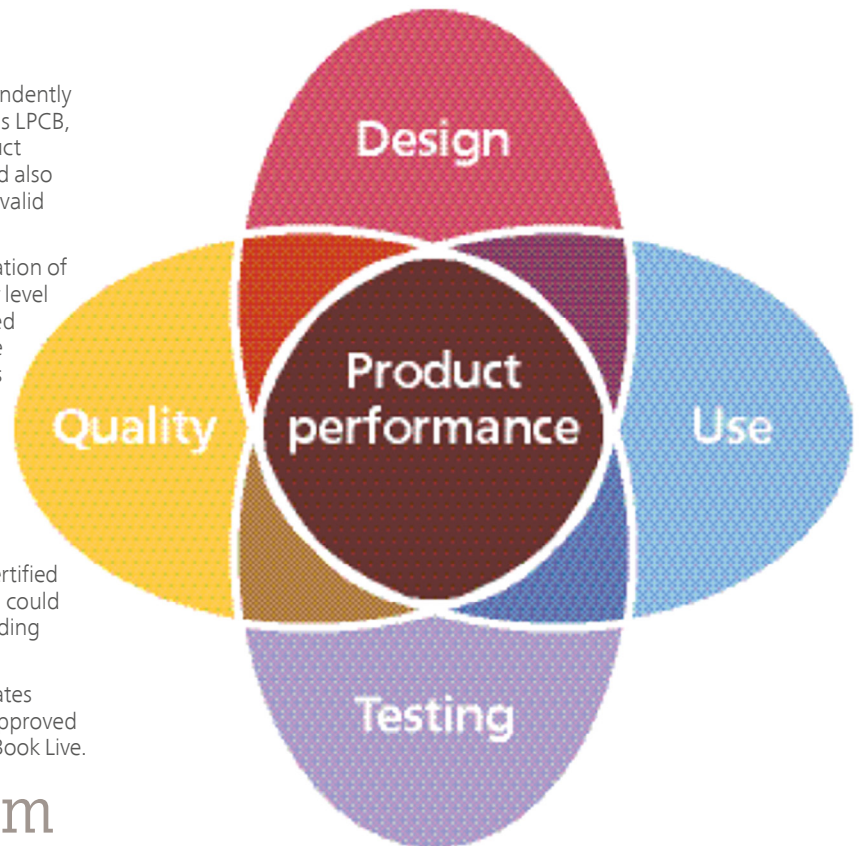 ndently
s LPCB,
uct
d also
valid
ation of
level
ed
e
s
ertified
could
ding
ates
pproved
Book Live.
m
Design
Quality
Product
performance
Use
Testing